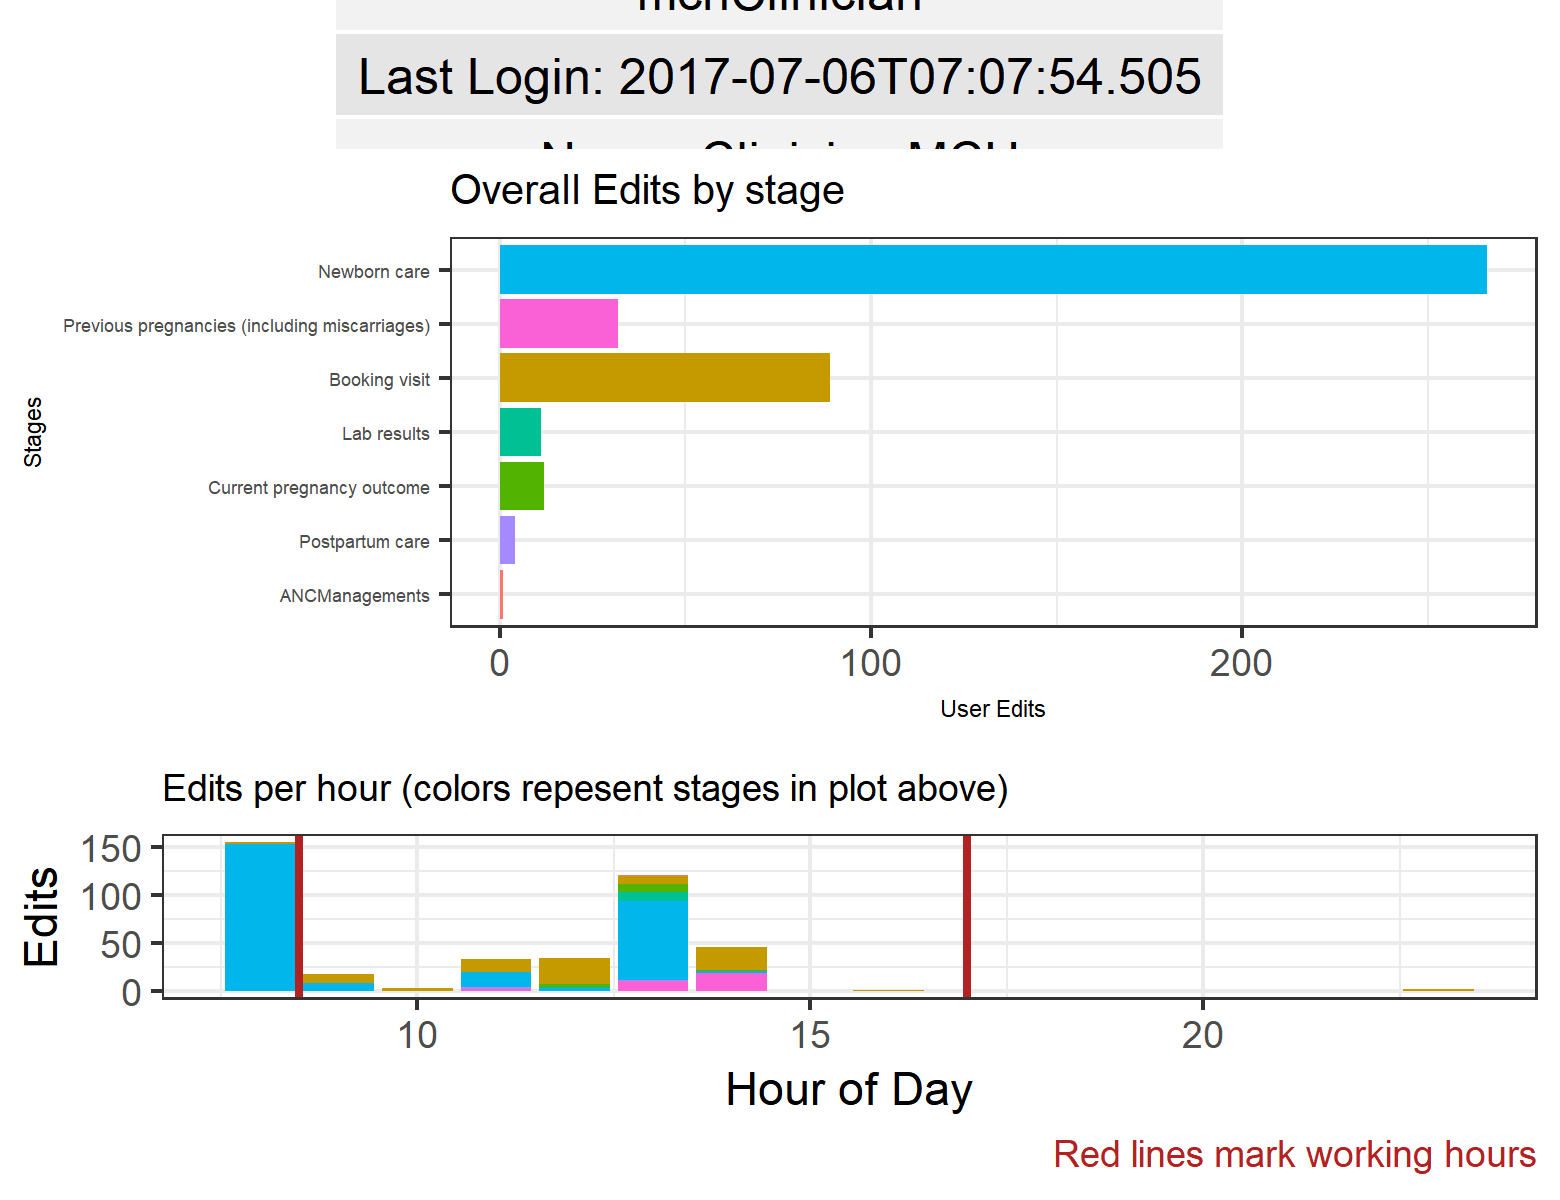 Last Login: 2017-07-06T07:07:54.505
Overall Edits by stage
Newborn care
Previous pregnancies (including miscarriages)
Booking visit
Lab results
Current pregnancy outcome
Postpartum care
ANCManagements
Stages
0 100 200
User Edits
Edits per hour (colors repesent stages in plot above)
150
100
50
0
Edits
10 15 20
Hour of Day
Red lines mark working hours